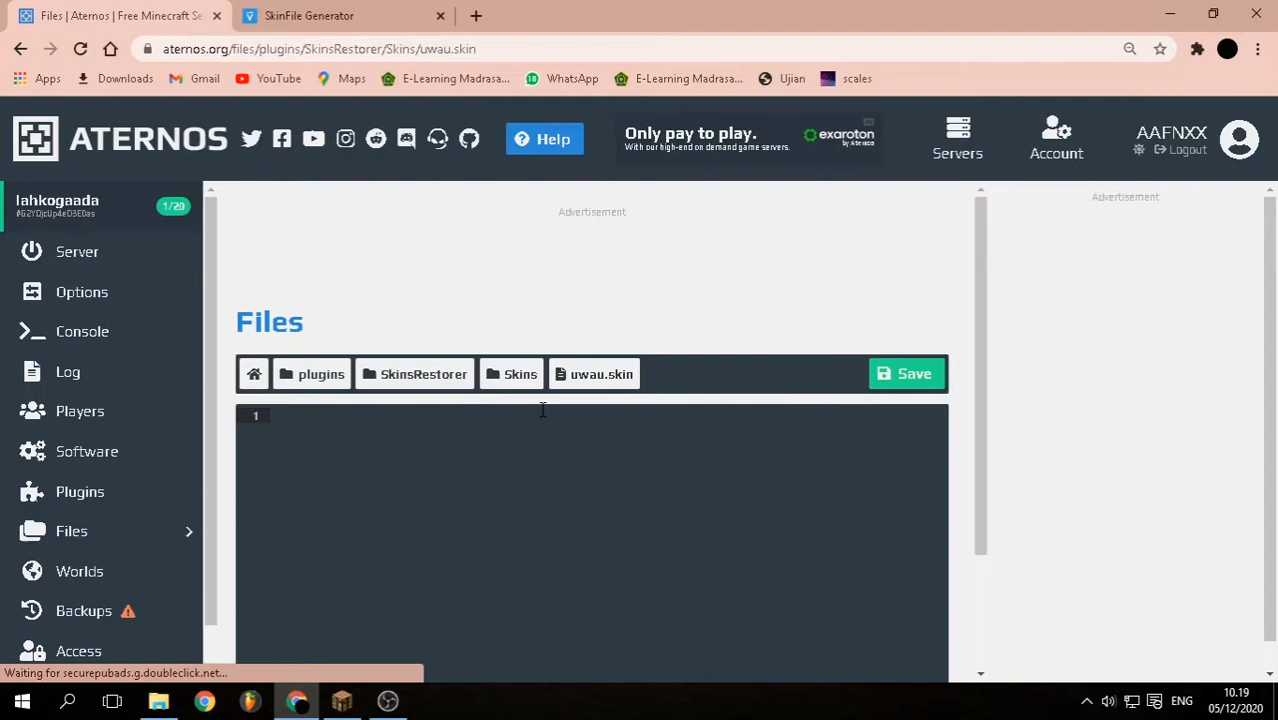 Files | Aternos | Free Minecraft Se
SkinFile Generator
aternos.org/files/plugins/SkinsRestorer/Skins/uwau.skin
Apps
Downloads
Gmail
YouTube
Maps
E-Learning Madrasa...
WhatsApp
E-Learning Madrasa...
Ujian
scales
ATERNOS
Help
Only pay to play.
With our high-end on demand game servers.
exaroton
by Aternos
Servers
Account
AAFNXX
Logout
lahkogaada
1/20
Server
Options
Console
Log
Players
Software
Plugins
Files
Worlds
Backups
Access
Advertisement
Advertisement
Files
plugins
SkinsRestorer
Skins
uwau.skin
Save
1
Waiting for securepubads.g.doubleclick.net...
ENG
10.19
05/12/2020